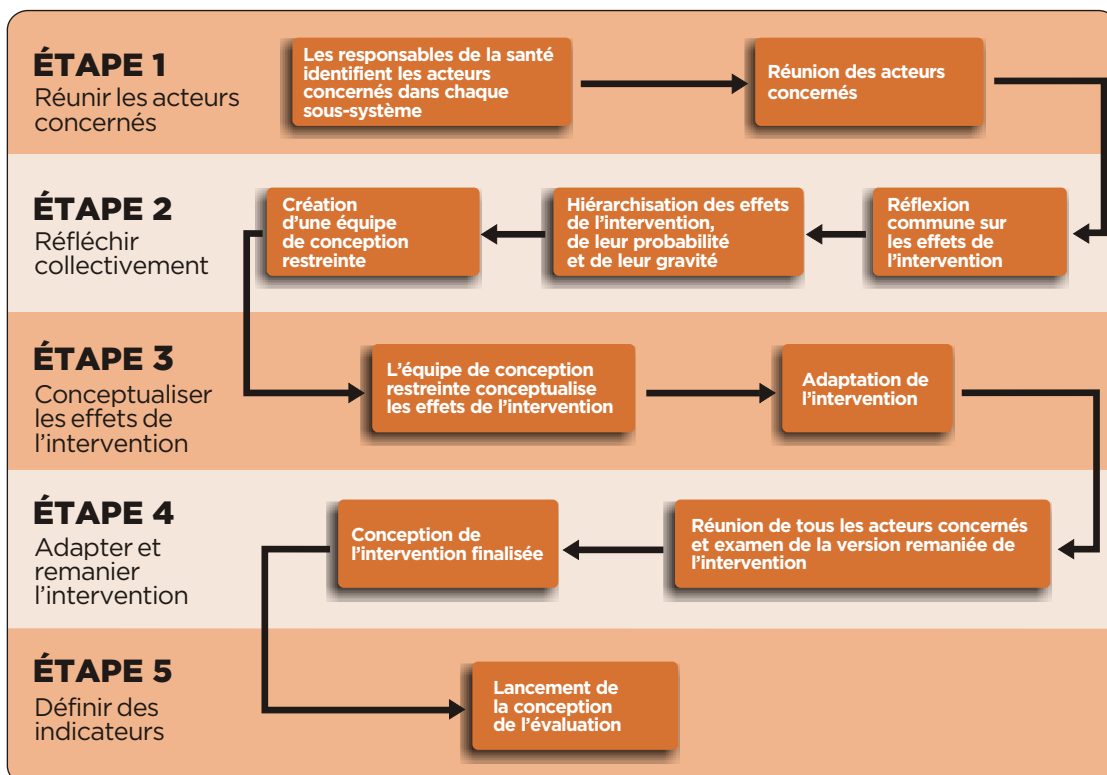 ÉTAPE 1
Réunir les acteurs
concernés
Les responsables de la santé
identifient les acteurs
concernés dans chaque
sous-système
Réunion des acteurs
concernés
ÉTAPE 2
Réfléchir
collectivement
Réflexion
commune sur
les effets de
l’intervention
Hiérarchisation des effets
de l’intervention,
de leur probabilité
et de leur gravité
Création
d’une équipe
de conception
restreinte
ÉTAPE 3
Conceptualiser
les effets de
l’intervention
L’équipe de conception
restreinte conceptualise
les effets de l’intervention
Adaptation de
l’intervention
ÉTAPE 4
Adapter et
remanier
l’intervention
Réunion de tous les acteurs concernés
et examen de la version remaniée de
l’intervention
Conception de
l’intervention finalisée
ÉTAPE 5
Définir des
indicateurs
Lancement de
la conception
de l’évaluation